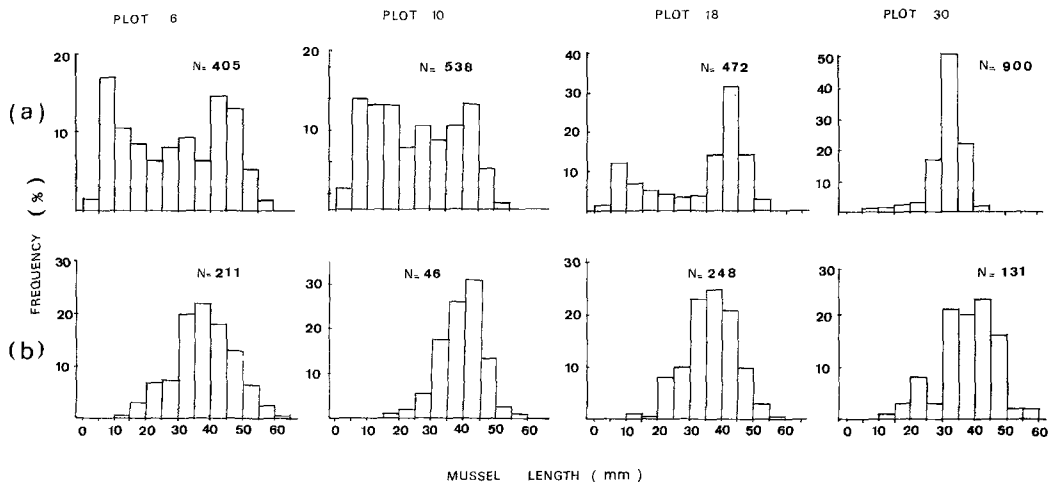 PLOT 6 PLOT 10 PLOT 18 PLOT 30
(a)
N= 405
20
10
N= 538
20
10
N= 472
40
30
20
10
N= 900
50
40
30
20
10
FREQUENCY (%)
(b)
N= 211
30
20
10
0 10 20 30 40 50 60
N= 46
30
20
10
0 10 20 30 40 50 60
N= 248
30
20
10
0 10 20 30 40 50 60
N= 131
30
20
10
0 10 20 30 40 50 60
MUSSEL LENGTH (mm)